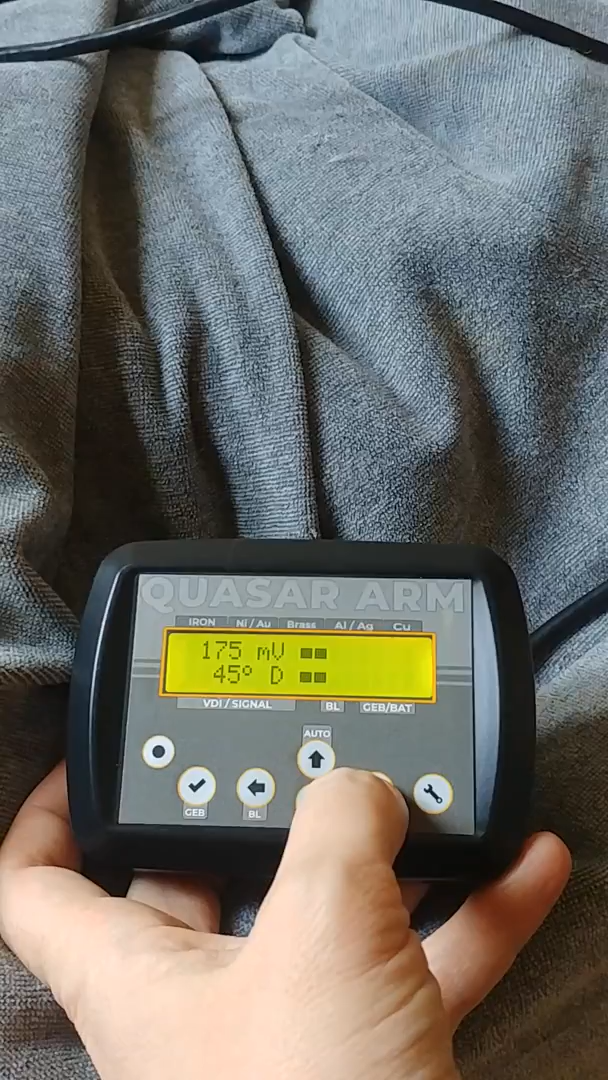 QUASAR ARM
IRON Ni / Au Brass Al / Ag Cu
175 mV
45° D
VDI / SIGNAL BL GEB/BAT
AUTO
GEB BL